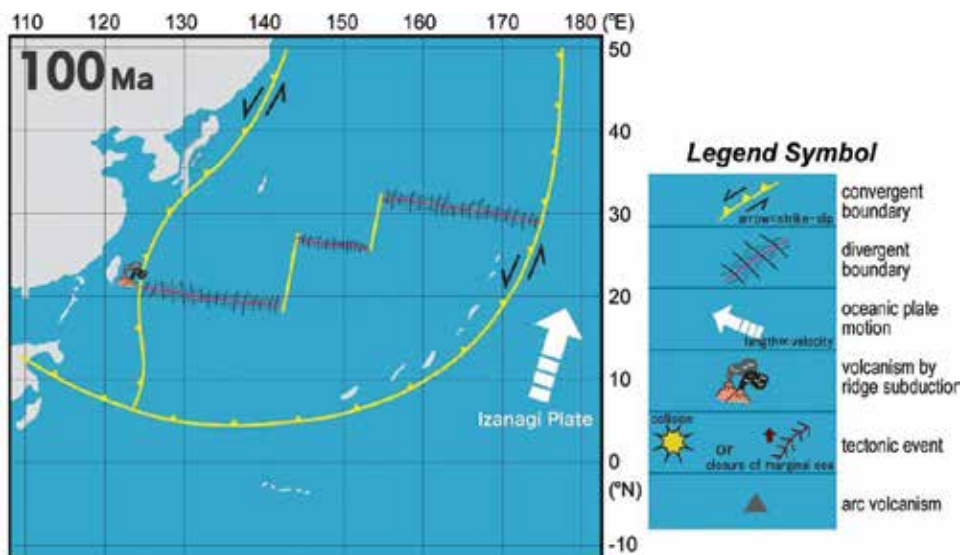 110 120 130 140 150 160 170 180 (ºE)
100 Ma
50
40
30
20
10
0
(ºN)
-10
Izanagi Plate
Legend Symbol
arrow=strike-slip
convergent
boundary
divergent
boundary
length∝velocity
oceanic plate
motion
volcanism by
ridge subduction
collision
or
closure of marginal sea
tectonic event
arc volcanism